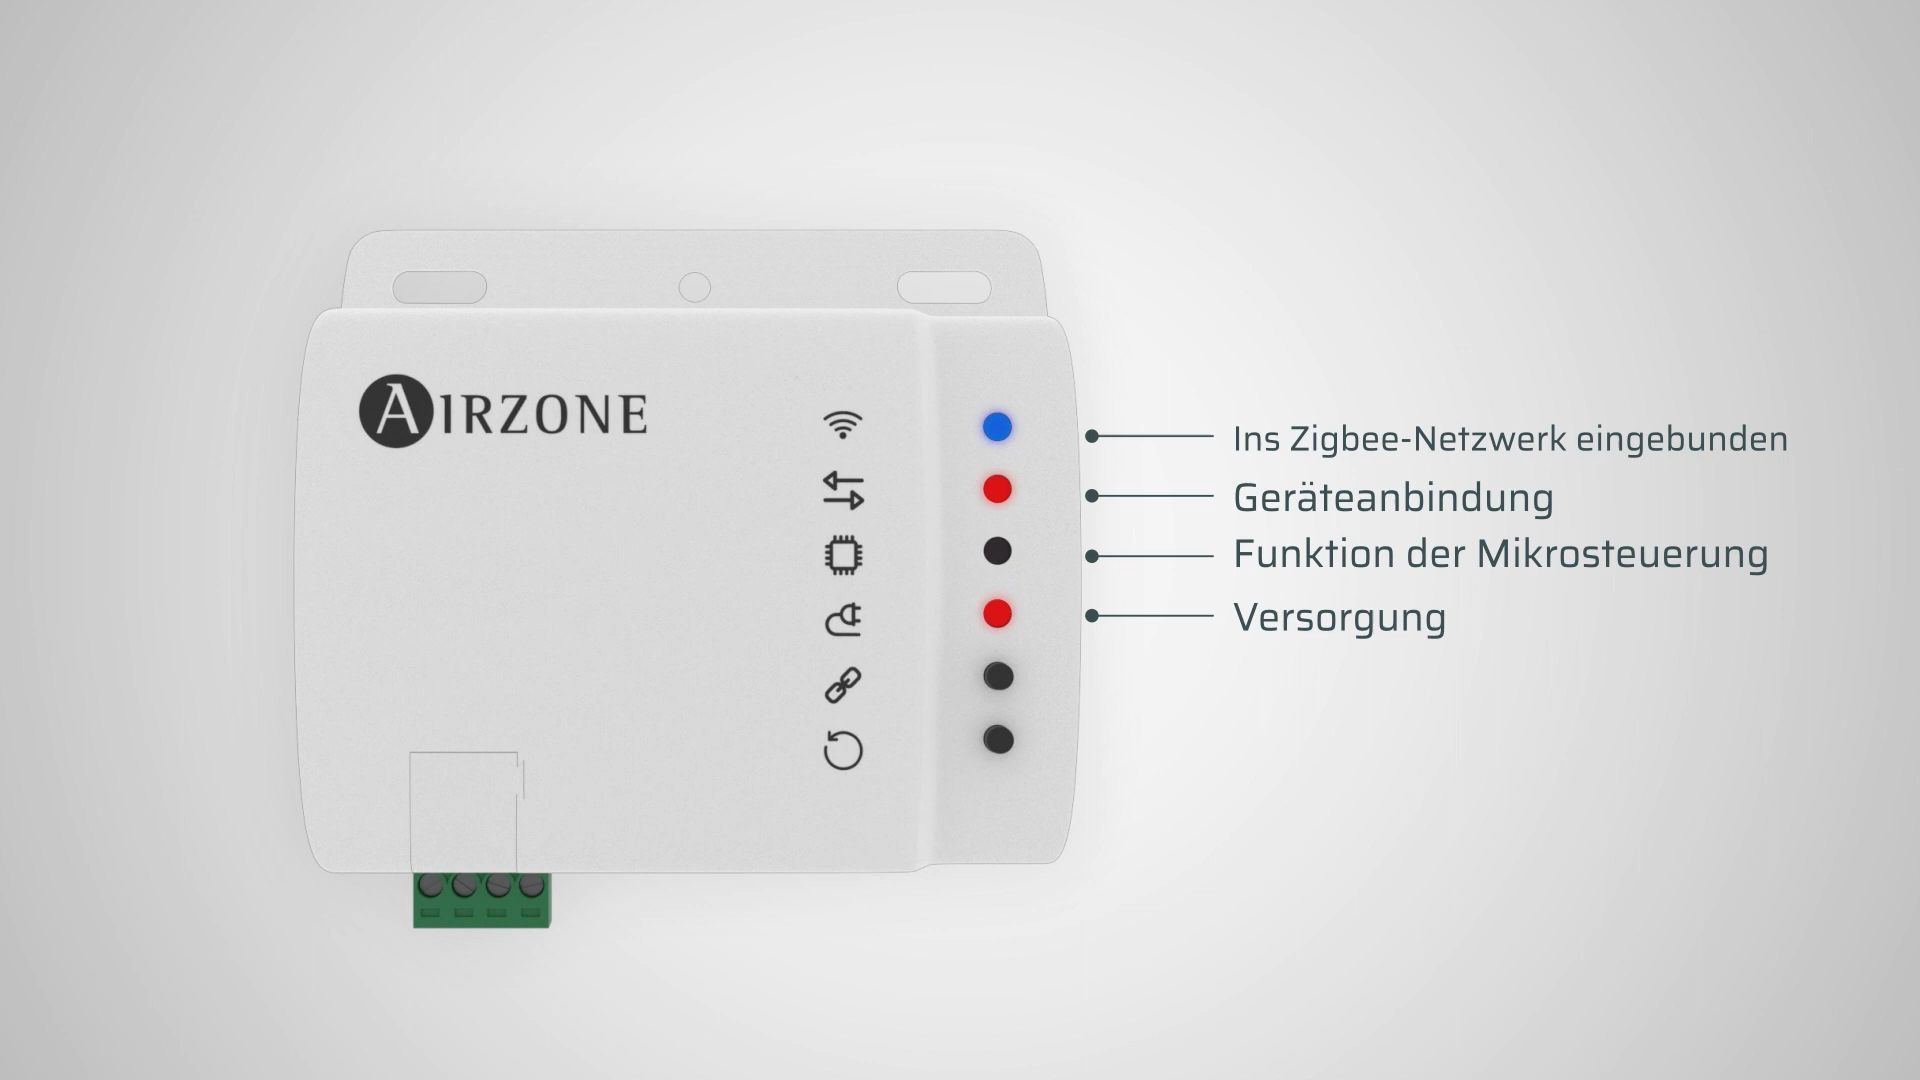 AIRZONE
Ins Zigbee-Netzwerk eingebunden
Geräteanbindung
Funktion der Mikrosteuerung
Versorgung